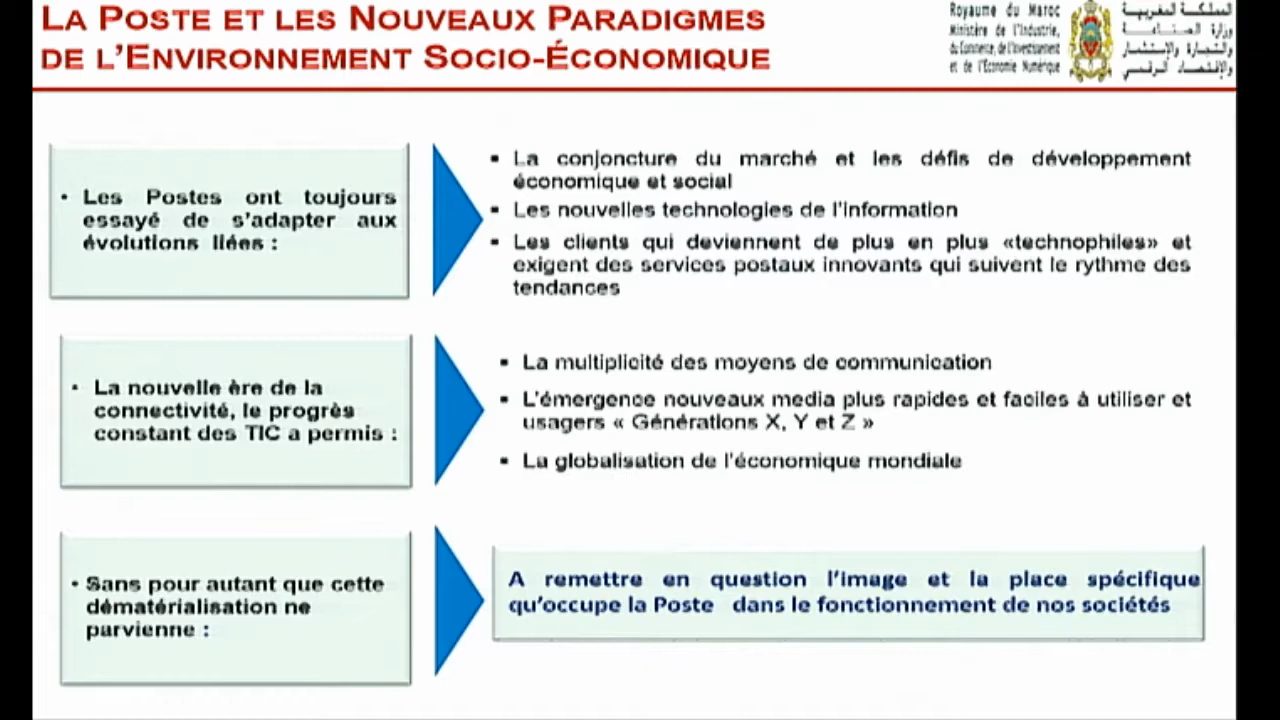 LA POSTE ET LES NOUVEAUX PARADIGMES
DE L'ENVIRONNEMENT SOCIO-ÉCONOMIQUE
Royaume du Maroc
Ministère de l'Industrie,
du Commerce, de l'Investissement
et de l'Économie Numérique
المملكة المغربية
وزارة الصناعة
والتجارة والإستثمار
والإقتصاد الرقمي
• Les Postes ont toujours
essayé de s'adapter aux
évolutions liées :
▪ La conjoncture du marché et les défis de développement
économique et social
▪ Les nouvelles technologies de l'information
▪ Les clients qui deviennent de plus en plus «technophiles» et
exigent des services postaux innovants qui suivent le rythme des
tendances
• La nouvelle ère de la
connectivité, le progrès
constant des TIC a permis :
▪ La multiplicité des moyens de communication
▪ L'émergence nouveaux media plus rapides et faciles à utiliser et
usagers « Générations X, Y et Z »
▪ La globalisation de l'économique mondiale
• Sans pour autant que cette
dématérialisation ne
parvienne :
A remettre en question l'image et la place spécifique
qu'occupe la Poste dans le fonctionnement de nos sociétés